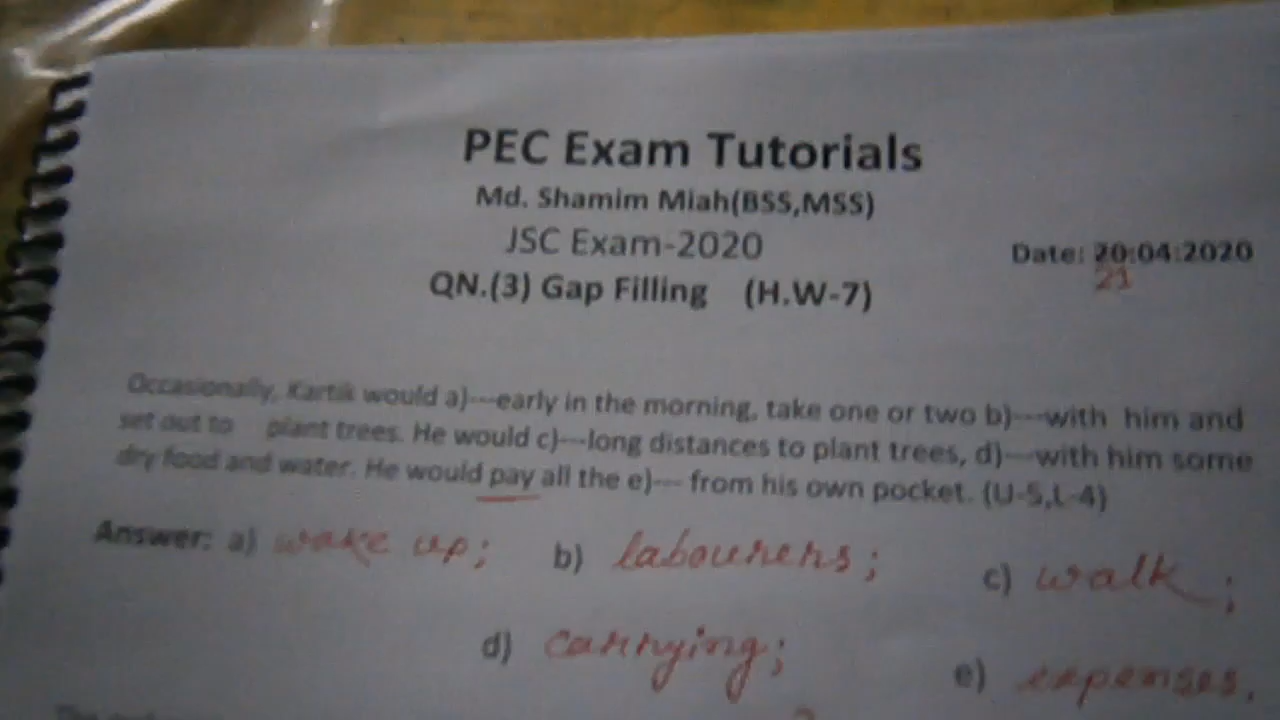 PEC Exam Tutorials
Md. Shamim Miah(BSS,MSS)
JSC Exam-2020
Date: 20:04:2020
21
QN.(3) Gap Filling (H.W-7)
Occasionally, Kartik would a)---early in the morning, take one or two b)---with him and
set out to plant trees. He would c)---long distances to plant trees, d)---with him some
dry food and water. He would pay all the e)--- from his own pocket. (U-5,L-4)
Answer: a) wake up; b) labourers; c) walk;
d) carrying; e) expenses.